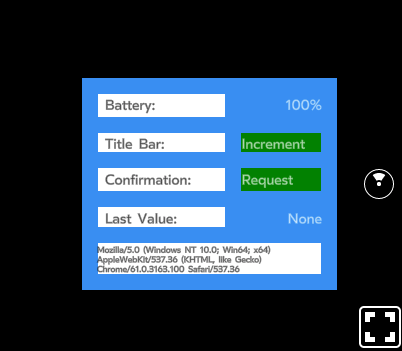 Battery: 100%
Title Bar: Increment
Confirmation: Request
Last Value: None
Mozilla/5.0 (Windows NT 10.0; Win64; x64)
AppleWebKit/537.36 (KHTML, like Gecko)
Chrome/61.0.3163.100 Safari/537.36